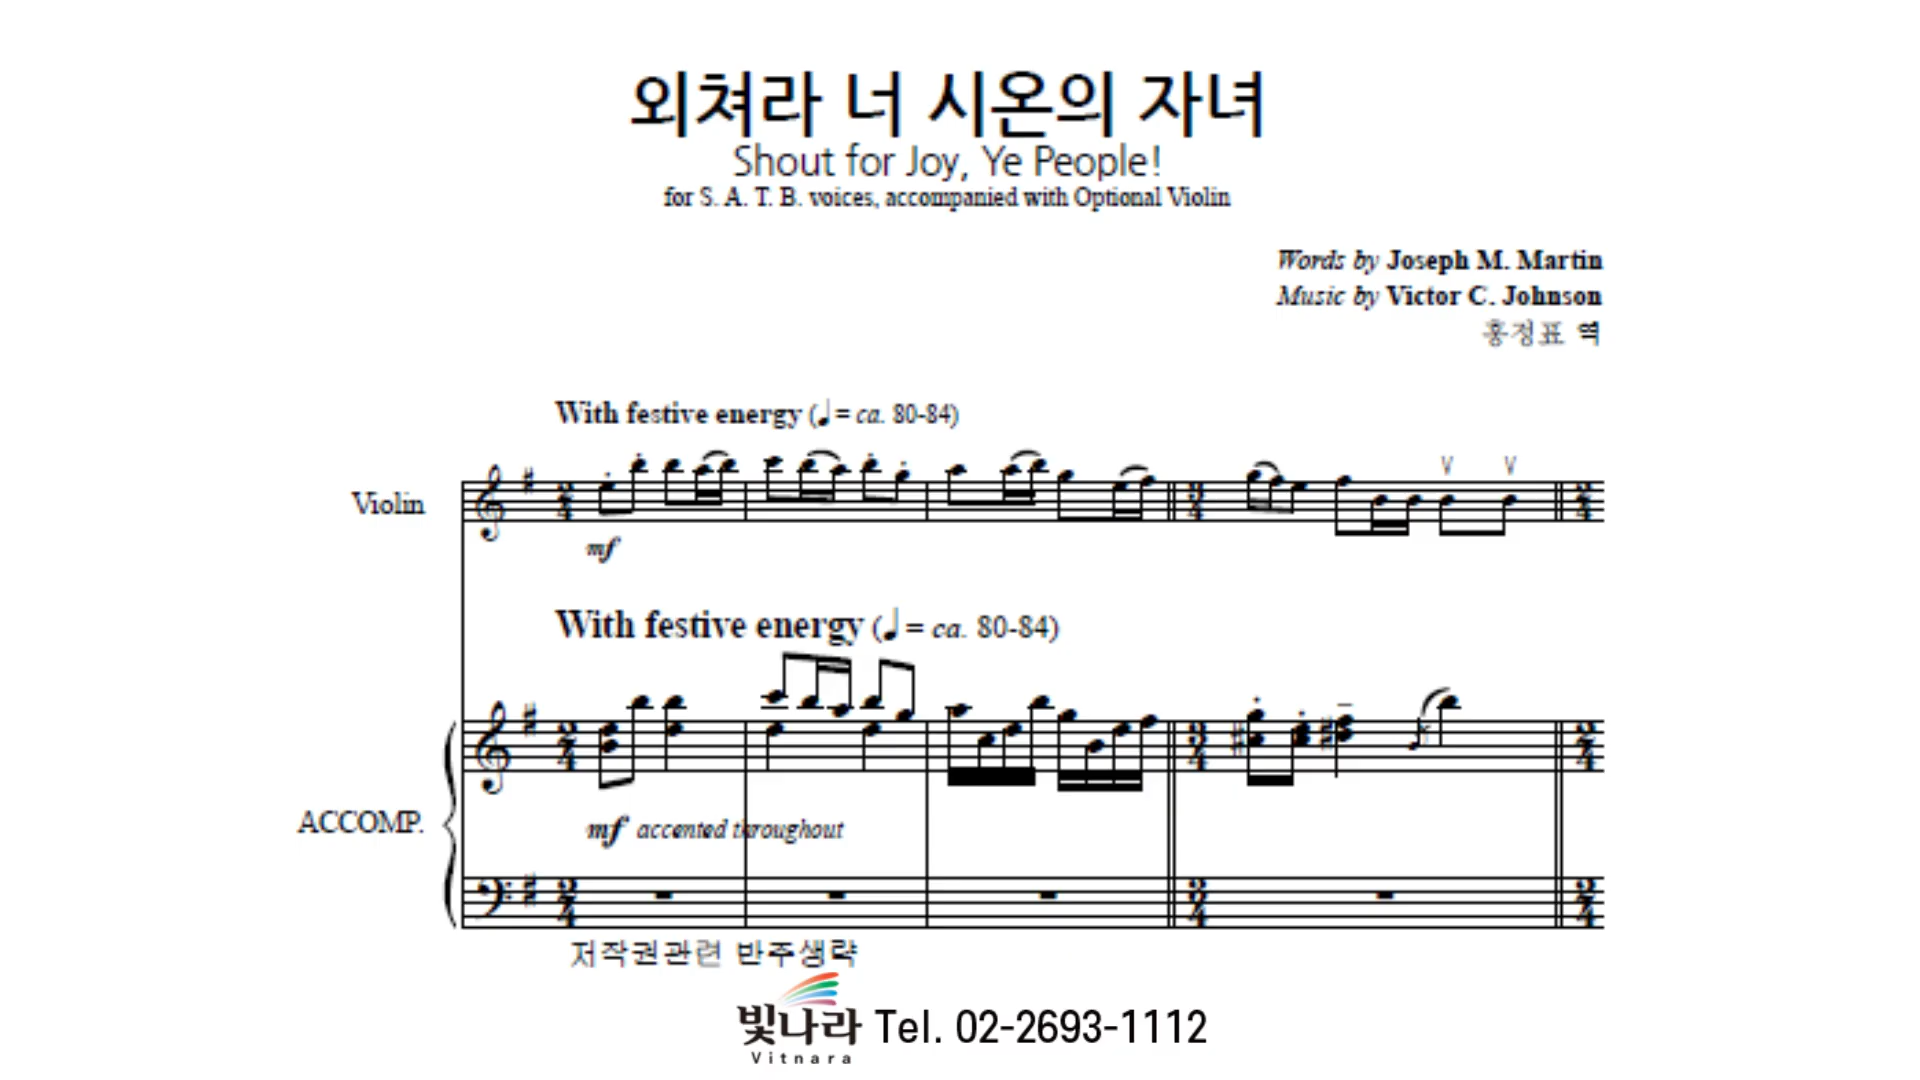 외쳐라 너 시온의 자녀
Shout for Joy, Ye People!
for S. A. T. B. voices, accompanied with Optional Violin
Words by Joseph M. Martin
Music by Victor C. Johnson
홍정표 역
With festive energy (♩= ca. 80-84)
Violin
mf
With festive energy (♩= ca. 80-84)
ACCOMP.
mf accented throughout
저작권관련 반주생략
빛나라 Tel. 02-2693-1112
Vitnara